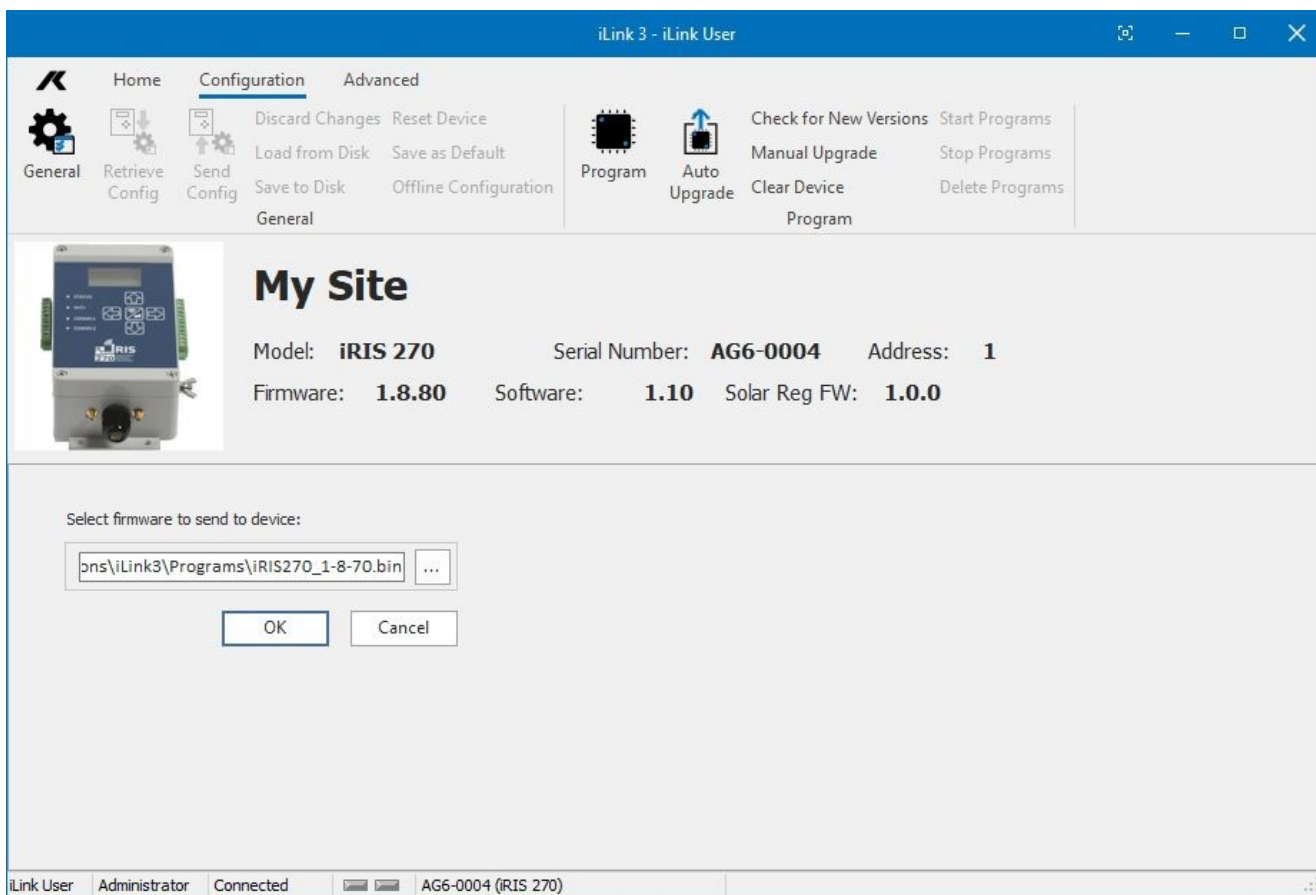 iLink 3 - iLink User
Home Configuration Advanced
General
Retrieve Config
Send Config
Discard Changes Reset Device
Load from Disk Save as Default
Save to Disk Offline Configuration
General
Program
Auto Upgrade
Check for New Versions Start Programs
Manual Upgrade Stop Programs
Clear Device Delete Programs
Program
iRIS
270
My Site
Model: iRIS 270 Serial Number: AG6-0004 Address: 1
Firmware: 1.8.80 Software: 1.10 Solar Reg FW: 1.0.0
Select firmware to send to device:
ons\iLink3\Programs\iRIS270_1-8-70.bin ...
OK Cancel
iLink User Administrator Connected AG6-0004 (iRIS 270)